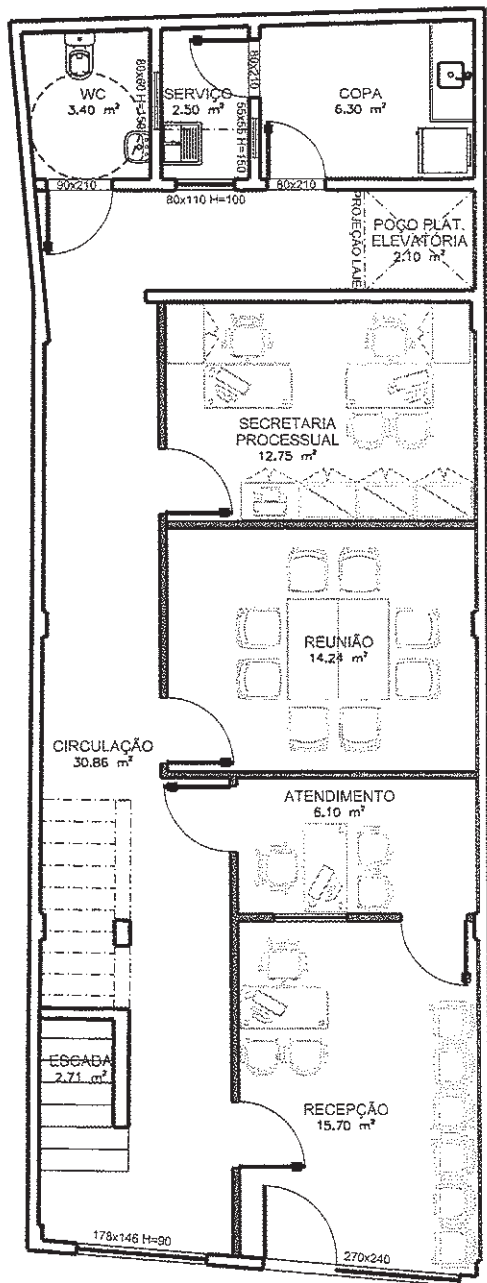 WC
3.40 m²
80x60 H=150
SERVIÇO
2.50 m²
80x210
55x55 H=150
COPA
6.30 m²
90x210
80x110 H=100
80x210
PROJEÇÃO LAJE
POÇO PLAT.
ELEVATÓRIA
2.10 m²
SECRETARIA
PROCESSUAL
12.75 m²
REUNIÃO
14.24 m²
CIRCULAÇÃO
30.86 m²
ATENDIMENTO
6.10 m²
ESCADA
2.71 m²
RECEPÇÃO
15.70 m²
178x146 H=90
270x240